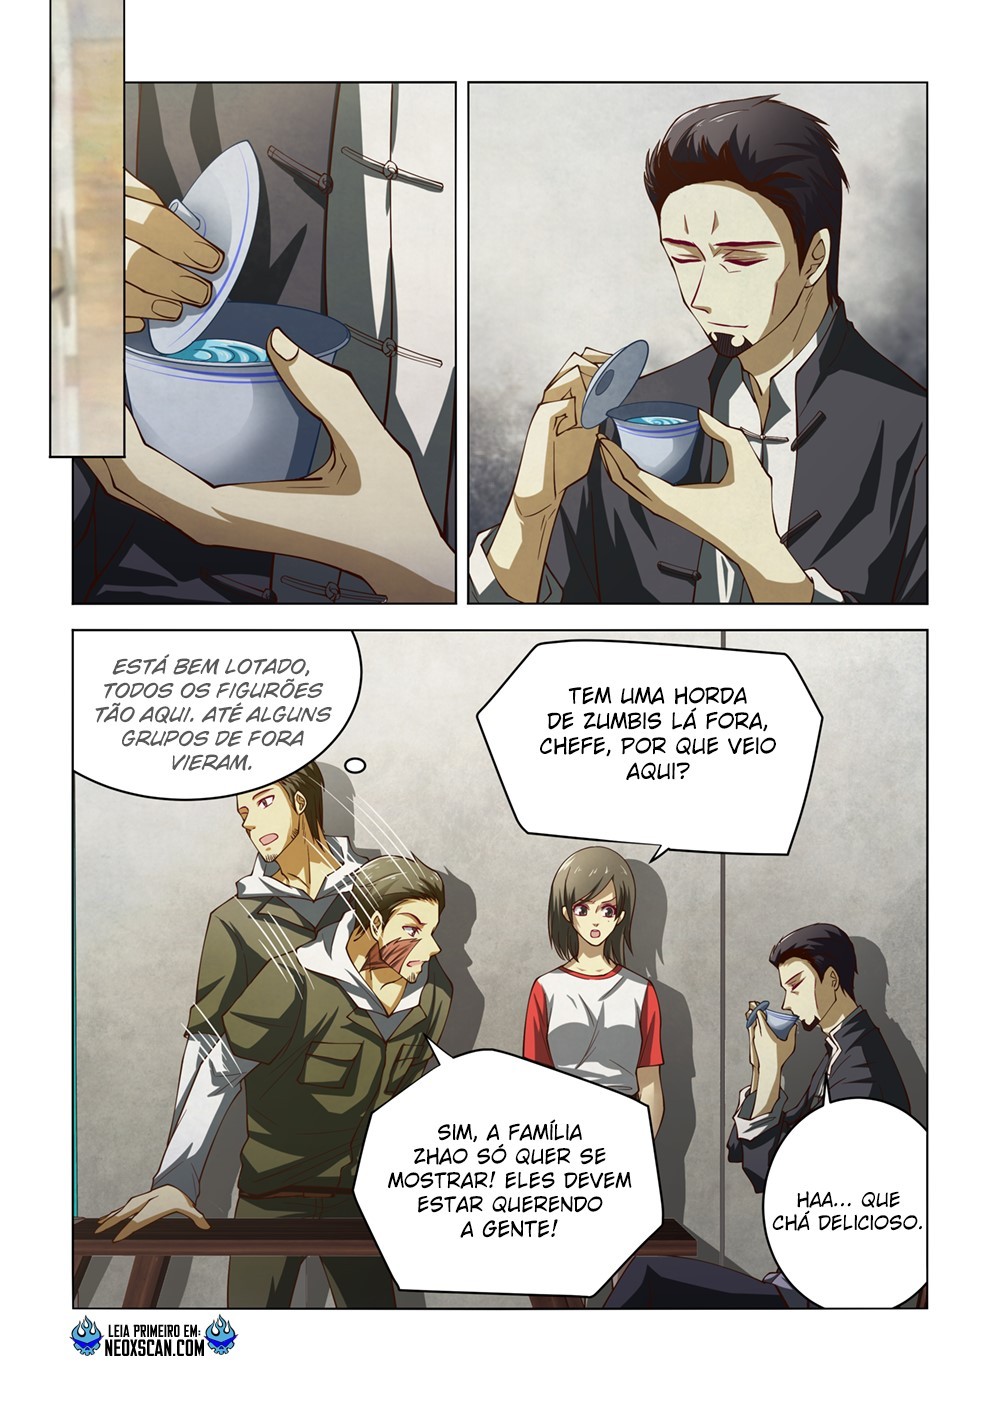 ESTÁ BEM LOTADO,
TODOS OS FIGURÕES
TÃO AQUI. ATÉ ALGUNS
GRUPOS DE FORA
VIERAM.
TEM UMA HORDA
DE ZUMBIS LÁ FORA,
CHEFE, POR QUE VEIO
AQUI?
SIM, A FAMÍLIA
ZHAO SÓ QUER SE
MOSTRAR! ELES DEVEM
ESTAR QUERENDO
A GENTE!
HAA... QUE
CHÁ DELICIOSO.
LEIA PRIMEIRO EM:
NEOXSCAN.COM